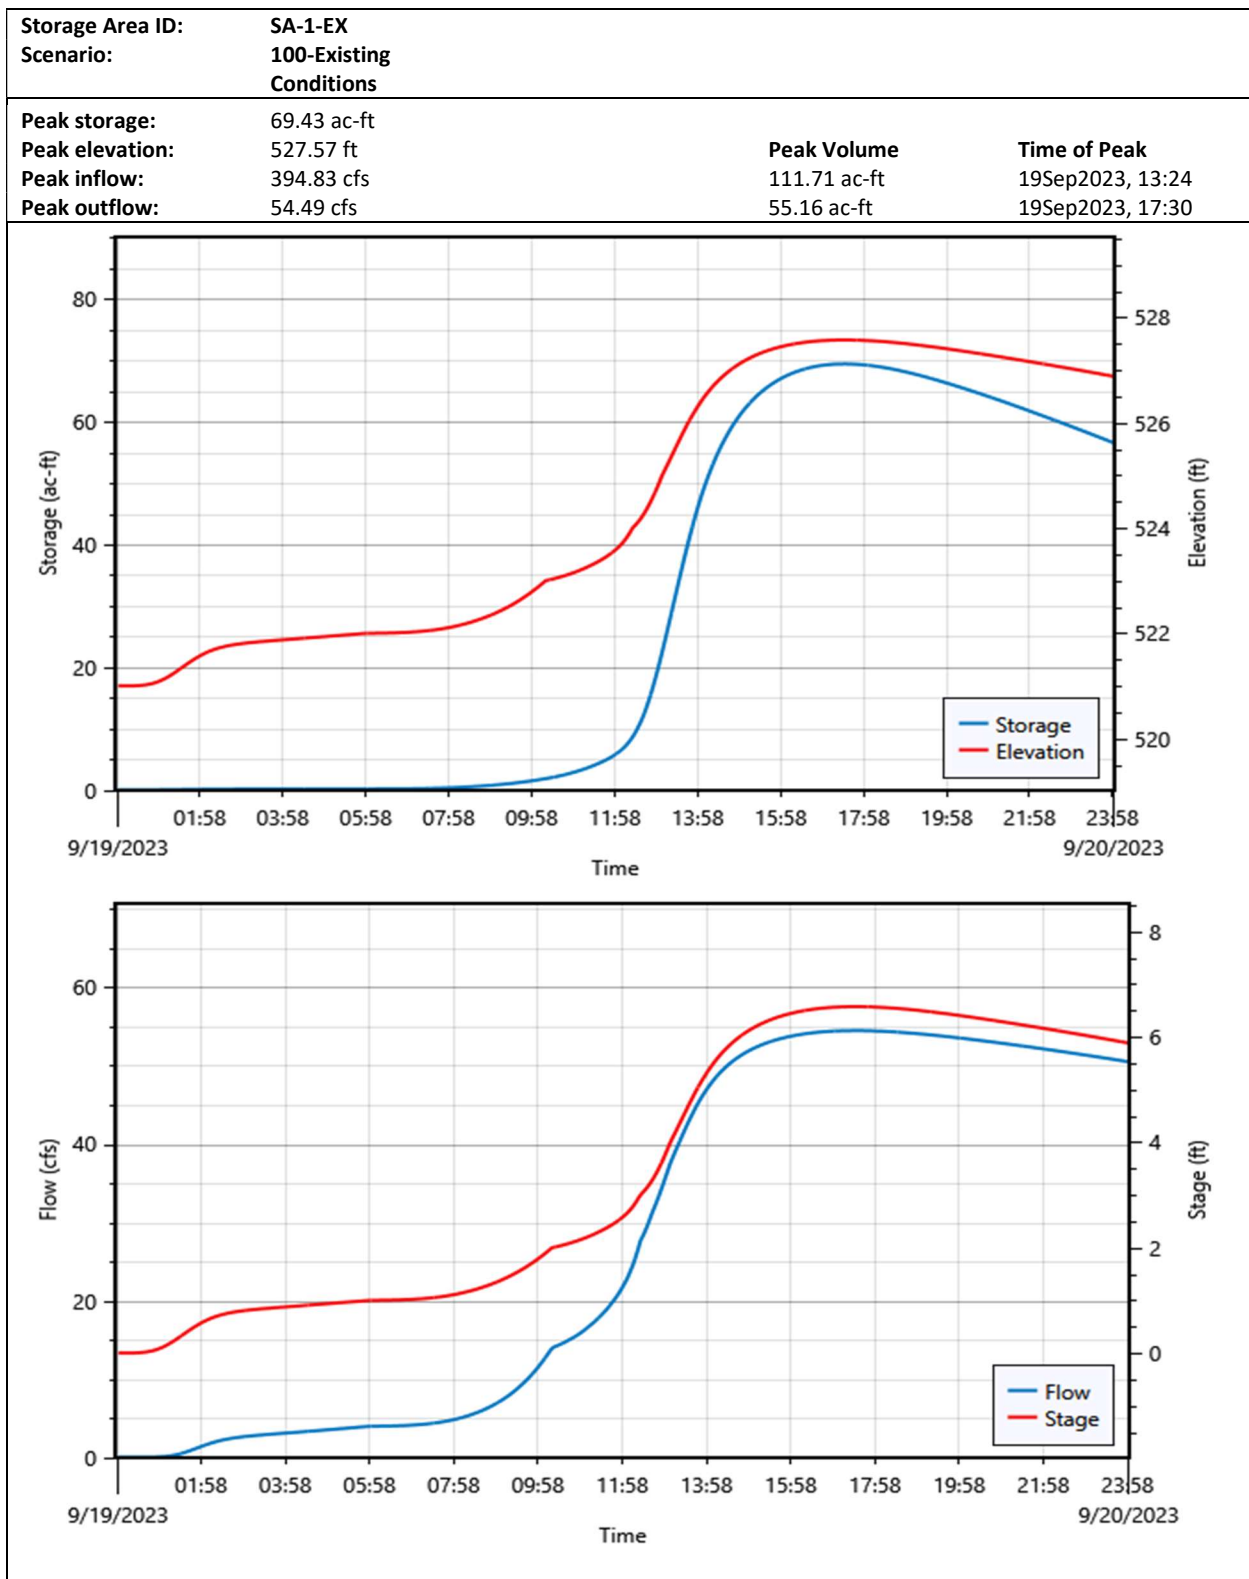 Storage Area ID: SA-1-EX
Scenario: 100-Existing
Conditions
Peak storage: 69.43 ac-ft
Peak elevation: 527.57 ft Peak Volume Time of Peak
Peak inflow: 394.83 cfs 111.71 ac-ft 19Sep2023, 13:24
Peak outflow: 54.49 cfs 55.16 ac-ft 19Sep2023, 17:30
80
60
40
20
0
Storage (ac-ft)
528
526
524
522
520
Elevation (ft)
Storage
Elevation
01:58 03:58 05:58 07:58 09:58 11:58 13:58 15:58 17:58 19:58 21:58 23:58
9/19/2023 9/20/2023
Time
60
40
20
0
Flow (cfs)
8
6
4
2
0
Stage (ft)
Flow
Stage
01:58 03:58 05:58 07:58 09:58 11:58 13:58 15:58 17:58 19:58 21:58 23:58
9/19/2023 9/20/2023
Time